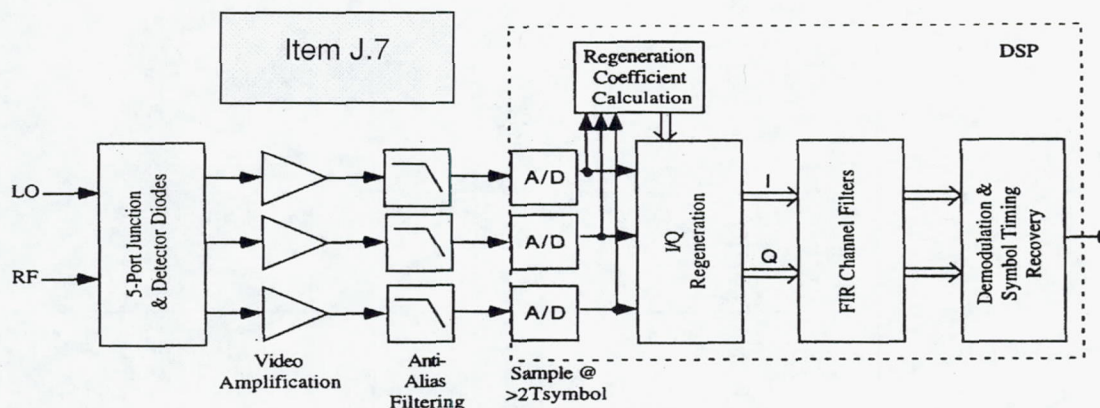 Item J.7
DSP
Regeneration
Coefficient
Calculation
LO
RF
5-Port Junction
& Detector Diodes
A/D
A/D
A/D
I/Q
Regeneration
I
Q
FIR Channel Filters
Demodulation &
Symbol Timing
Recovery
Video
Amplification
Anti-
Alias
Filtering
Sample @
>2Tsymbol